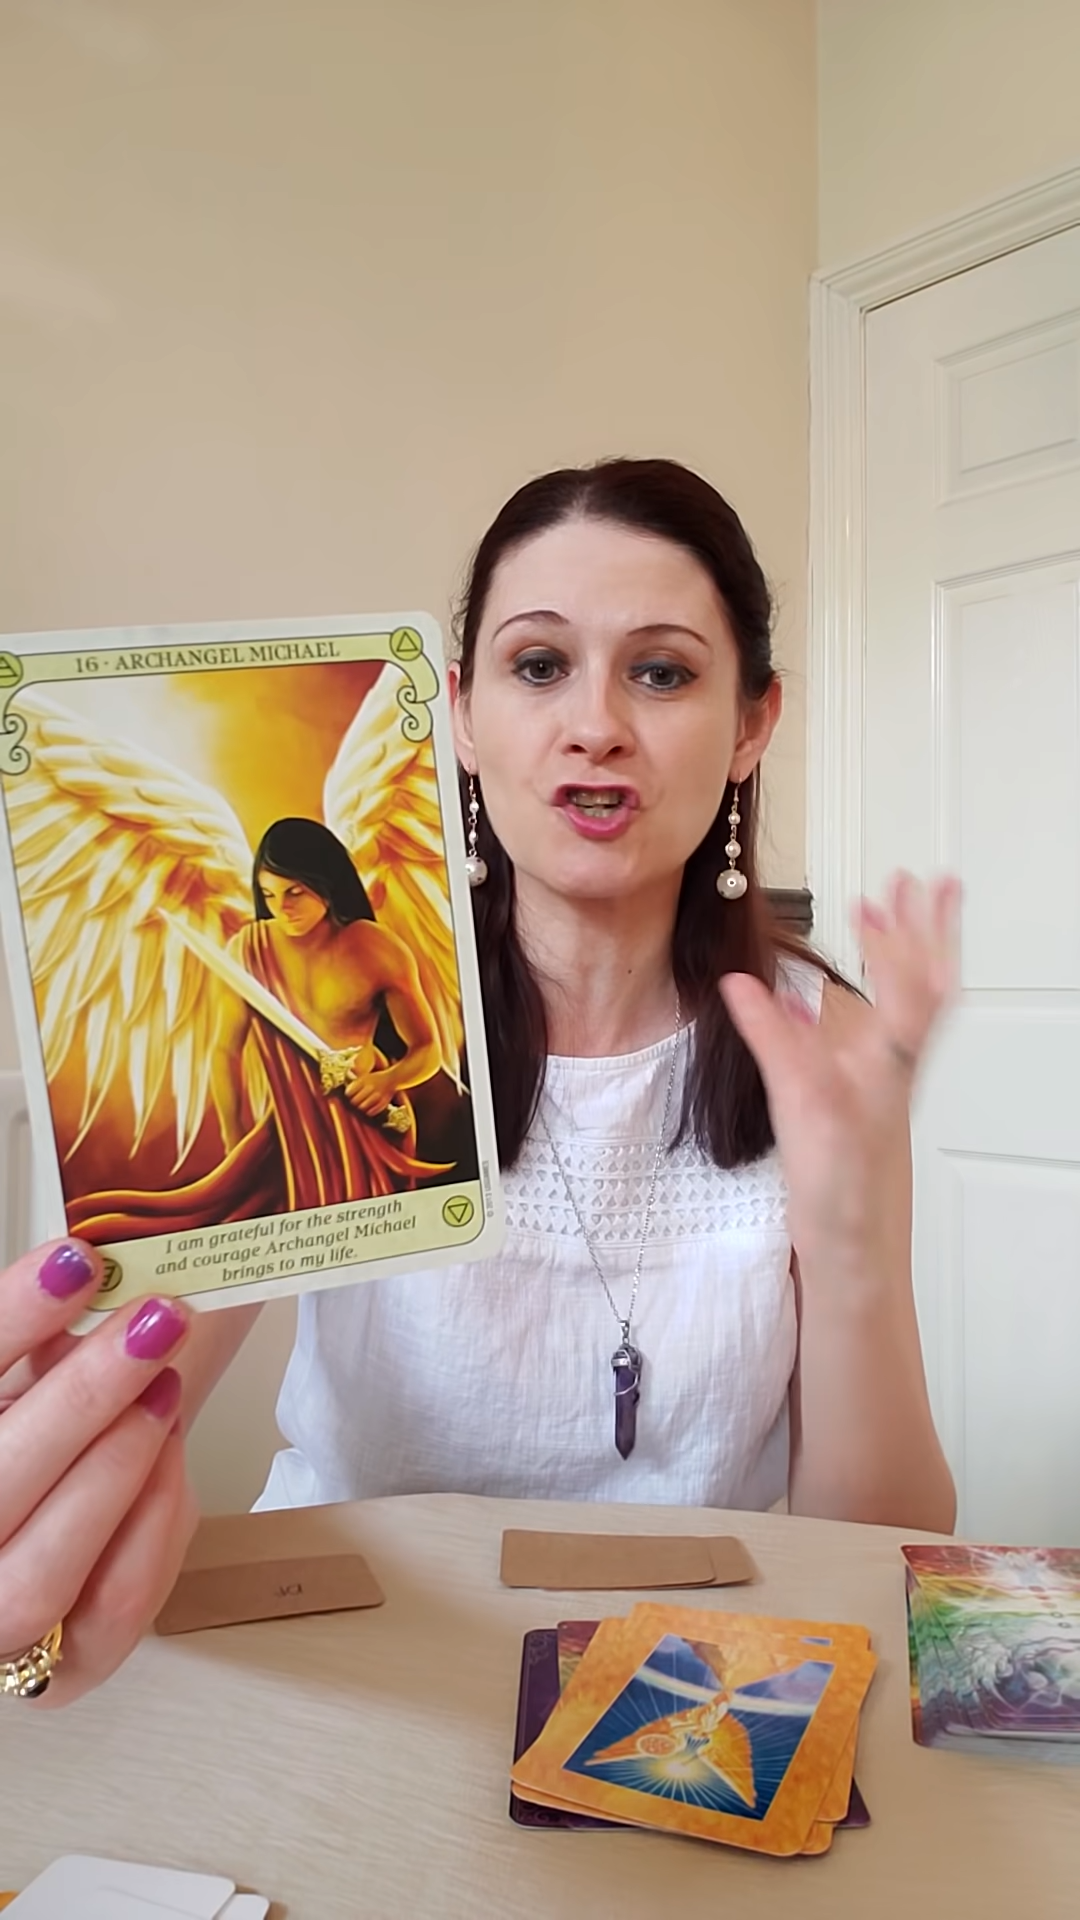 16 · ARCHANGEL MICHAEL
I am grateful for the strength
and courage Archangel Michael
brings to my life.